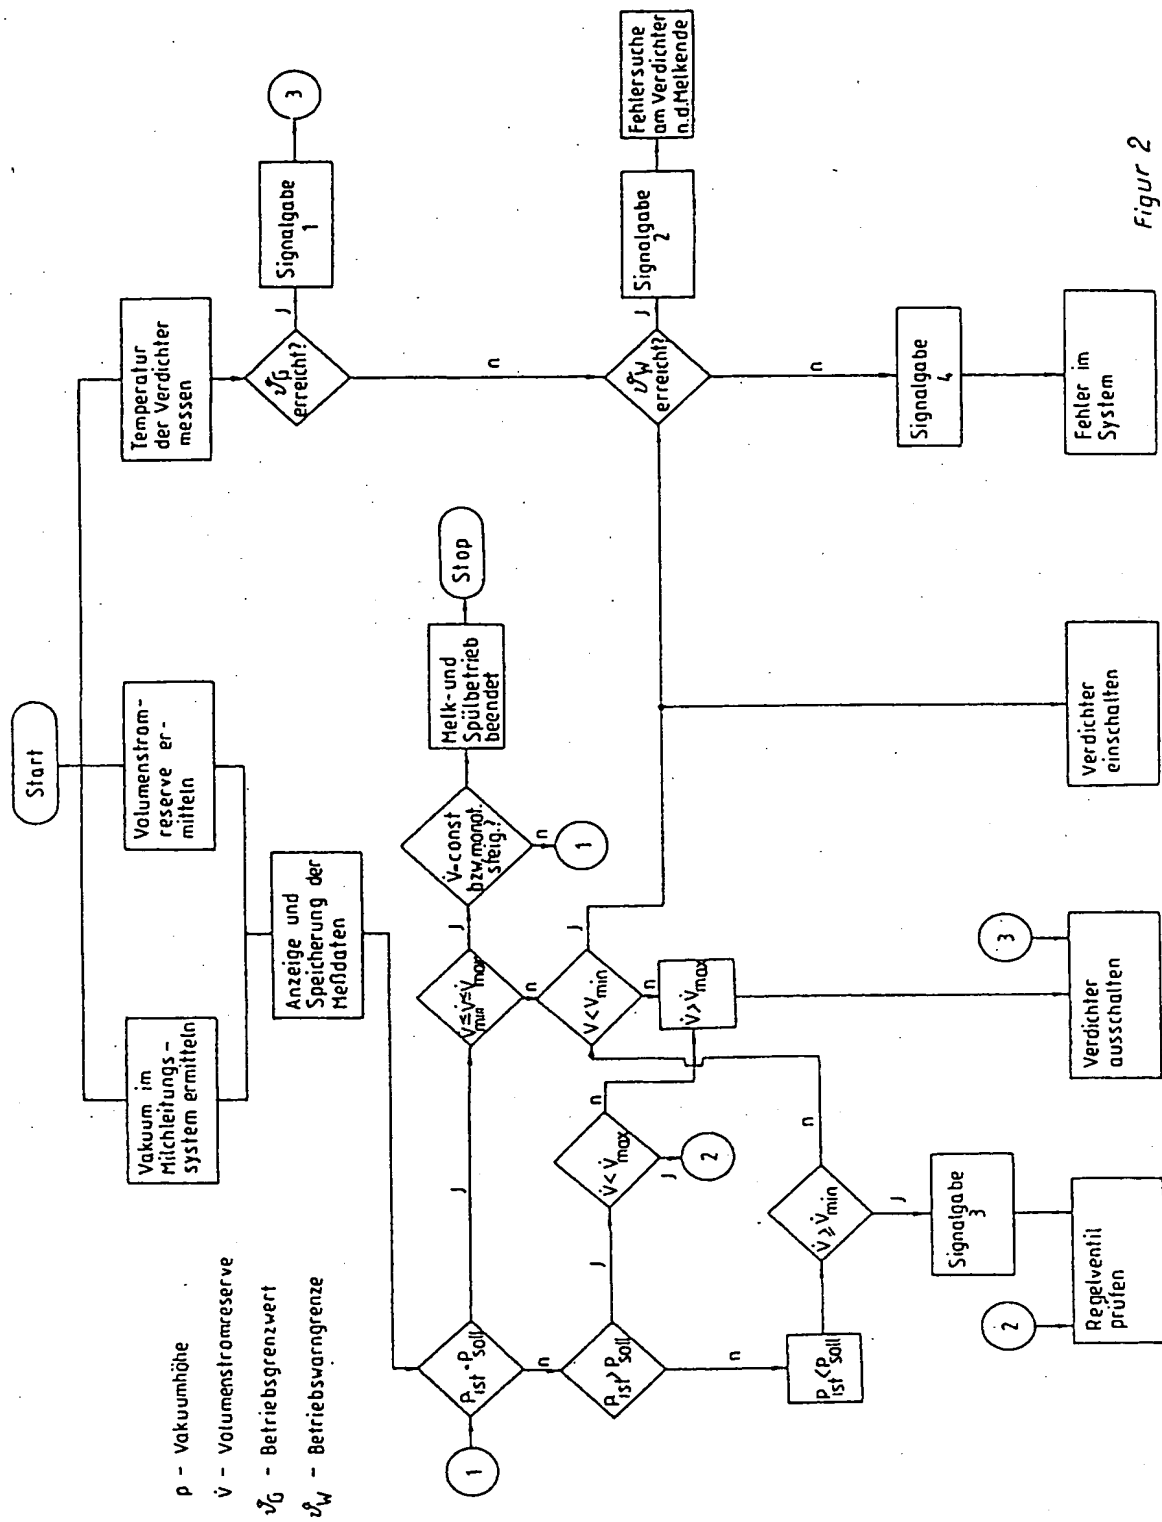 Start
Vakuum im
Milchleitungs-
system ermitteln
Volumenstrom-
reserve er-
mitteln
Temperatur
der Verdichter
messen
Anzeige und
Speicherung der
Meßdaten
ϑG
erreicht?
J
Signalgabe
1
3
n
p - Vakuumhöhe
V̇ - Volumenstromreserve
ϑG - Betriebsgrenzwert
ϑW - Betriebswarngrenze
1
Pist = Psoll
J
V̇min ≤ V̇ ≤ V̇max
J
V̇=const
bzw. monot.
steig.?
Melk- und
Spülbetrieb
beendet
Stop
n
n
n
1
Pist > Psoll
J
V̇ < V̇max
n
J
2
V < V̇min
J
n
V̇ > V̇max
ϑW
erreicht?
J
Signalgabe
2
Fehlersuche
am Verdichter
n.d. Melkende
n
n
Pist < Psoll
V̇ ⩾ V̇min
n
J
Signalgabe
3
Signalgabe
4
2
Regelventil
prüfen
3
Verdichter
ausschalten
Verdichter
einschalten
Fehler im
System
Figur 2